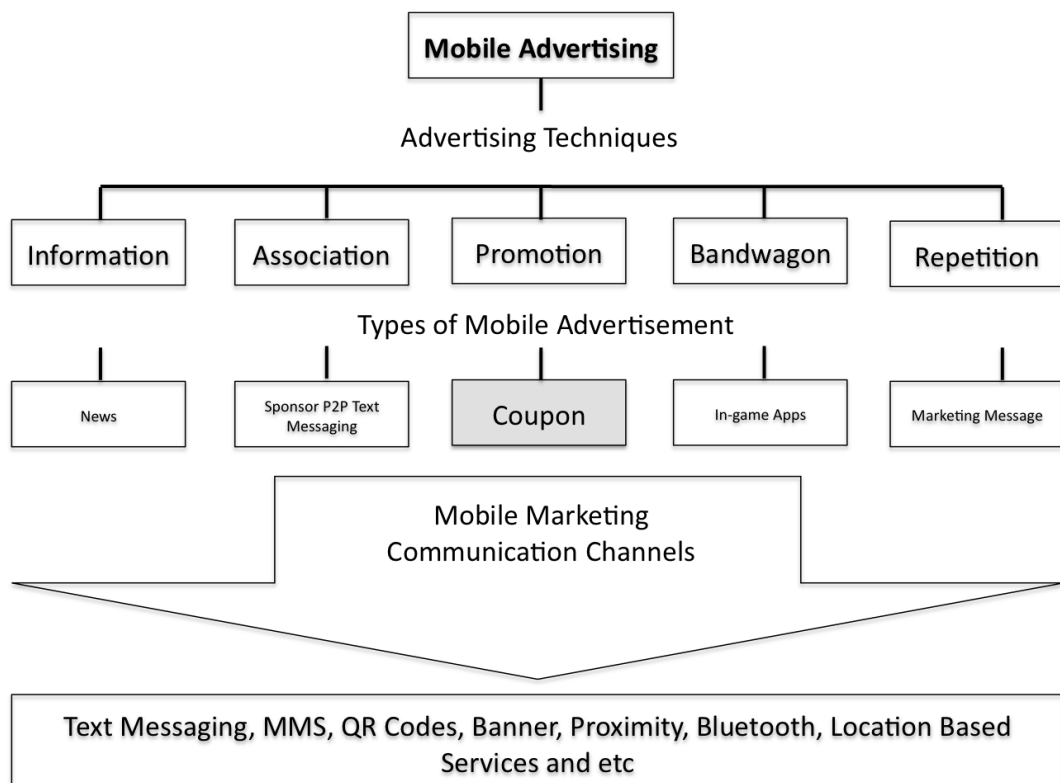 Mobile Advertising
Advertising Techniques
Information
Association
Promotion
Bandwagon
Repetition
Types of Mobile Advertisement
News
Sponsor P2P Text
Messaging
Coupon
In-game Apps
Marketing Message
Mobile Marketing
Communication Channels
Text Messaging, MMS, QR Codes, Banner, Proximity, Bluetooth, Location Based
Services and etc